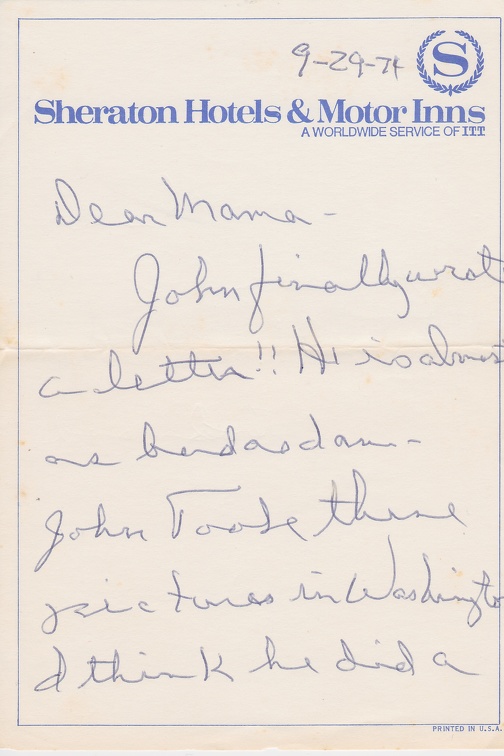 9-29-74
S
Sheraton Hotels & Motor Inns
A WORLDWIDE SERVICE OF ITT
Dear Mama -
John finally wrote
a letter!! He is almost
as bad as I am -
John Took these
pictures in Washington
I think he did a
PRINTED IN U.S.A.